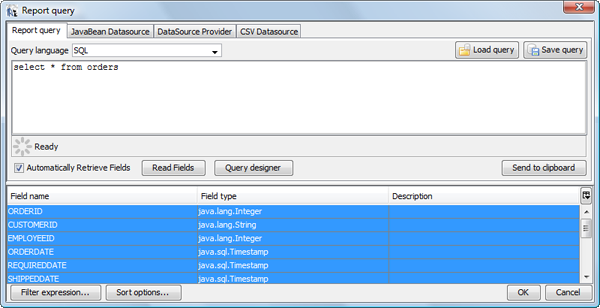 Report query
Report query JavaBean Datasource DataSource Provider CSV Datasource
Query language SQL Load query Save query
select * from orders
Ready
Automatically Retrieve Fields Read Fields Query designer Send to clipboard
Field name Field type Description
ORDERID java.lang.Integer
CUSTOMERID java.lang.String
EMPLOYEEID java.lang.Integer
ORDERDATE java.sql.Timestamp
REQUIREDDATE java.sql.Timestamp
SHIPPEDDATE java.sql.Timestamp
Filter expression... Sort options... OK Cancel